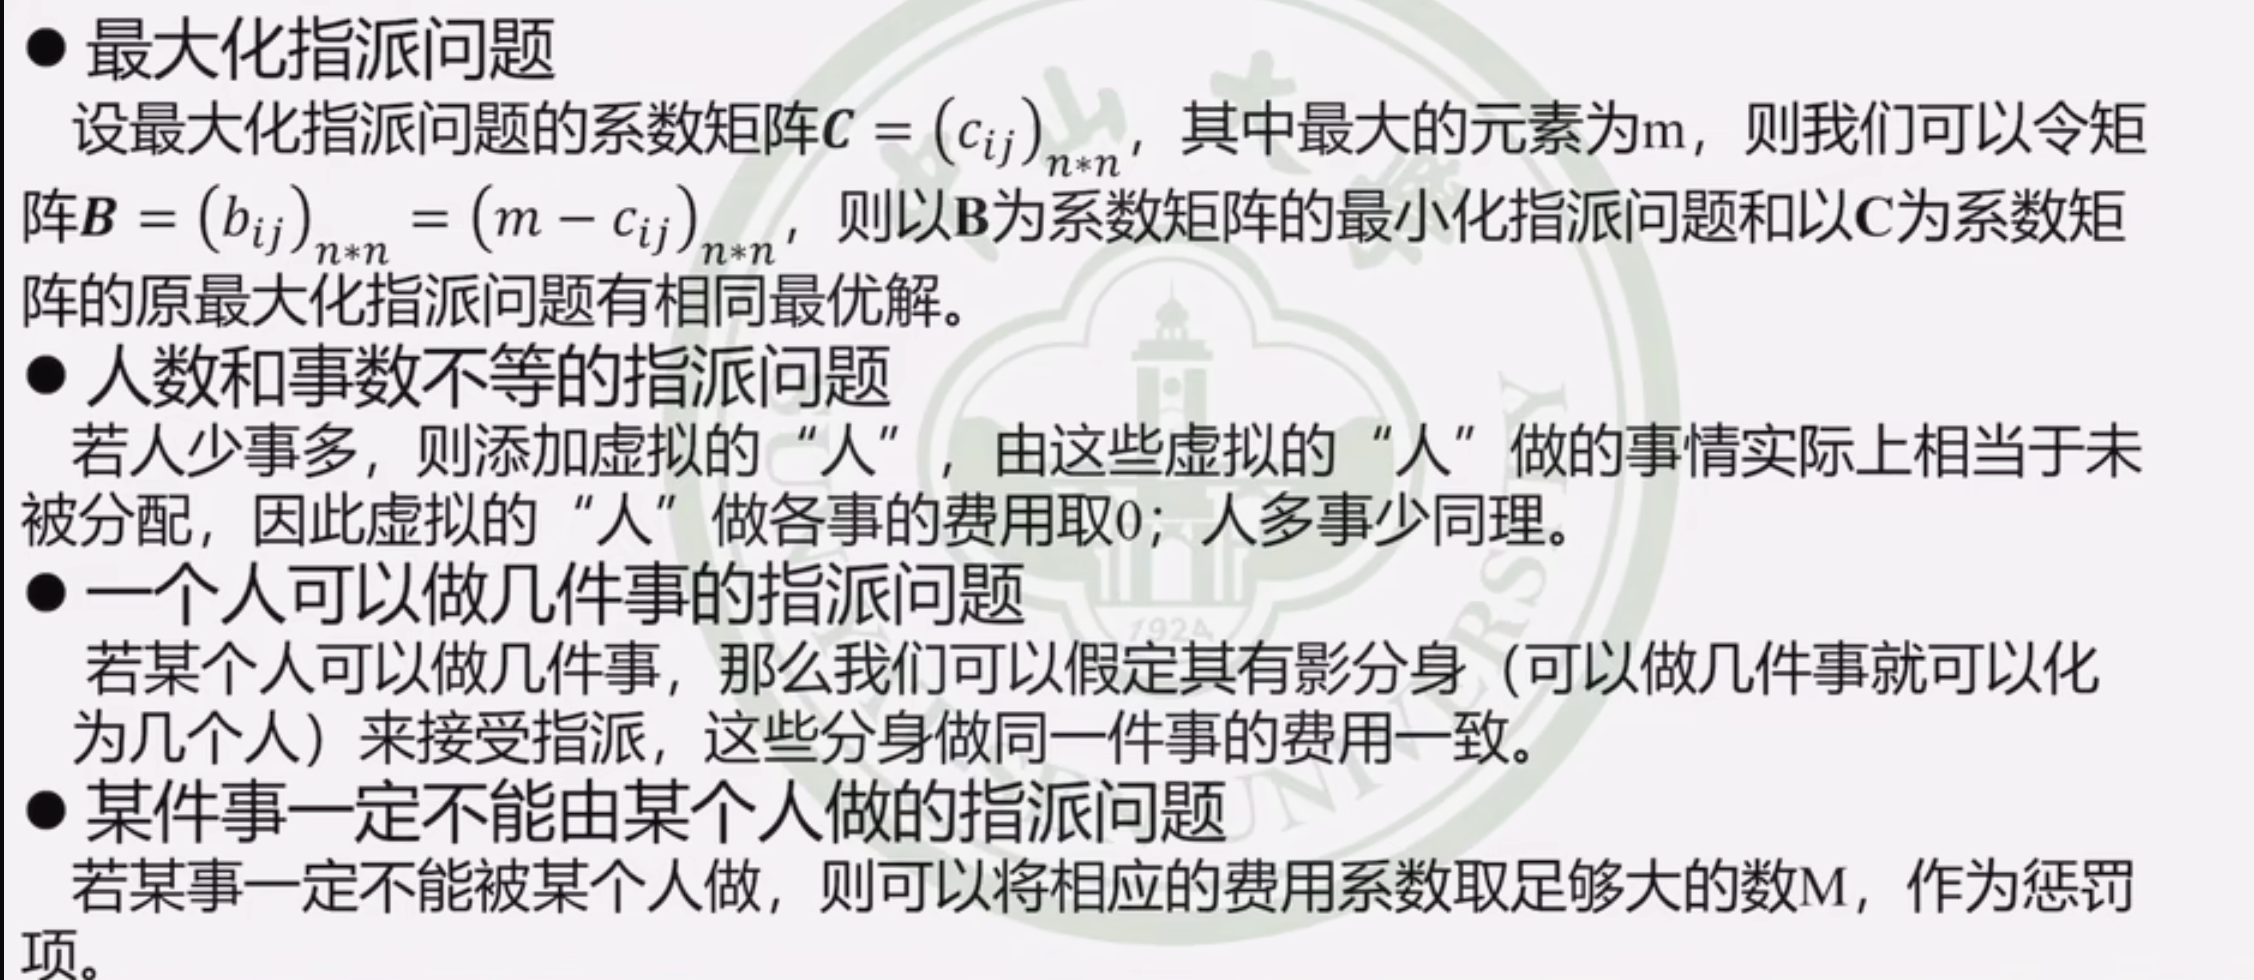 ● 最大化指派问题
设最大化指派问题的系数矩阵C = (c_{ij})_{n*n}，其中最大的元素为m，则我们可以令矩
阵B = (b_{ij})_{n*n} = (m − c_{ij})_{n*n}，则以B为系数矩阵的最小化指派问题和以C为系数矩
阵的原最大化指派问题有相同最优解。
● 人数和事数不等的指派问题
若人少事多，则添加虚拟的“人”，由这些虚拟的“人”做的事情实际上相当于未
被分配，因此虚拟的“人”做各事的费用取0；人多事少同理。
● 一个人可以做几件事的指派问题
若某个人可以做几件事，那么我们可以假定其有影分身（可以做几件事就可以化
为几个人）来接受指派，这些分身做同一件事的费用一致。
● 某件事一定不能由某个人做的指派问题
若某事一定不能被某个人做，则可以将相应的费用系数取足够大的数M，作为惩罚
项。
中山大學
1924
UNIVERSITY